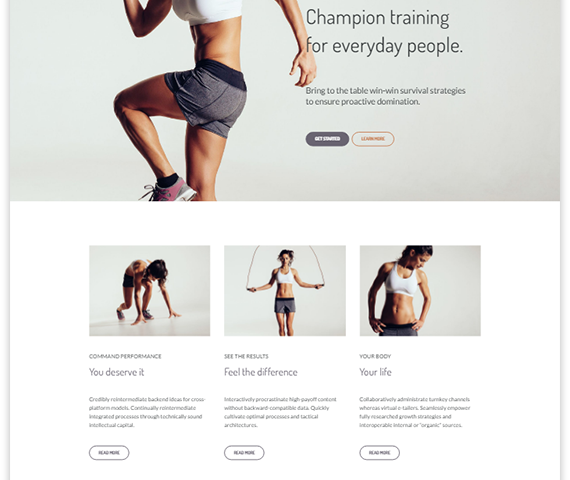 Champion training
for everyday people.
Bring to the table win-win survival strategies
to ensure proactive domination.
GET STARTED
LEARN MORE
COMMAND PERFORMANCE
You deserve it
Credibly reintermediate backend ideas for cross-
platform models. Continually reintermediate
integrated processes through technically sound
intellectual capital.
READ MORE
SEE THE RESULTS
Feel the difference
Interactively procrastinate high-payoff content
without backward-compatible data. Quickly
cultivate optimal processes and tactical
architectures.
READ MORE
YOUR BODY
Your life
Collaboratively administrate turnkey channels
whereas virtual e-tailers. Seamlessly empower
fully researched growth strategies and
interoperable internal or "organic" sources.
READ MORE